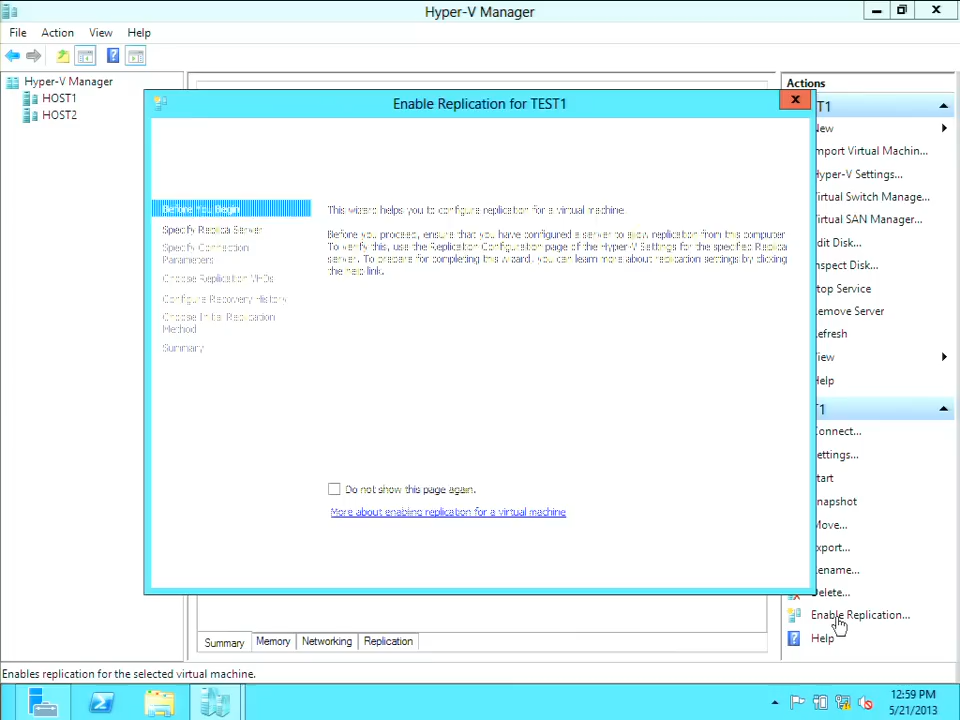 Hyper-V Manager
File Action View Help
Hyper-V Manager
HOST1
HOST2
Enable Replication for TEST1
x
Before You Begin
Specify Replica Server
Specify Connection
Parameters
Choose Replication VHDs
Configure Recovery History
Choose Initial Replication
Method
Summary
This wizard helps you to configure replication for a virtual machine.
Before you proceed, ensure that you have configured a server to allow replication from this computer.
To verify this, use the Replication Configuration page of the Hyper-V Settings for the specified Replica
server. To prepare for completing this wizard, you can learn more about replication settings by clicking
the help link.
Do not show this page again.
More about enabling replication for a virtual machine
Actions
T1
New
mport Virtual Machin...
Hyper-V Settings...
irtual Switch Manage...
irtual SAN Manager...
dit Disk...
nspect Disk...
top Service
emove Server
efresh
iew
Help
T1
Connect...
ettings...
tart
napshot
Move...
xport...
ename...
Delete...
Enable Replication...
Help
Summary Memory Networking Replication
Enables replication for the selected virtual machine.
12:59 PM
5/21/2013